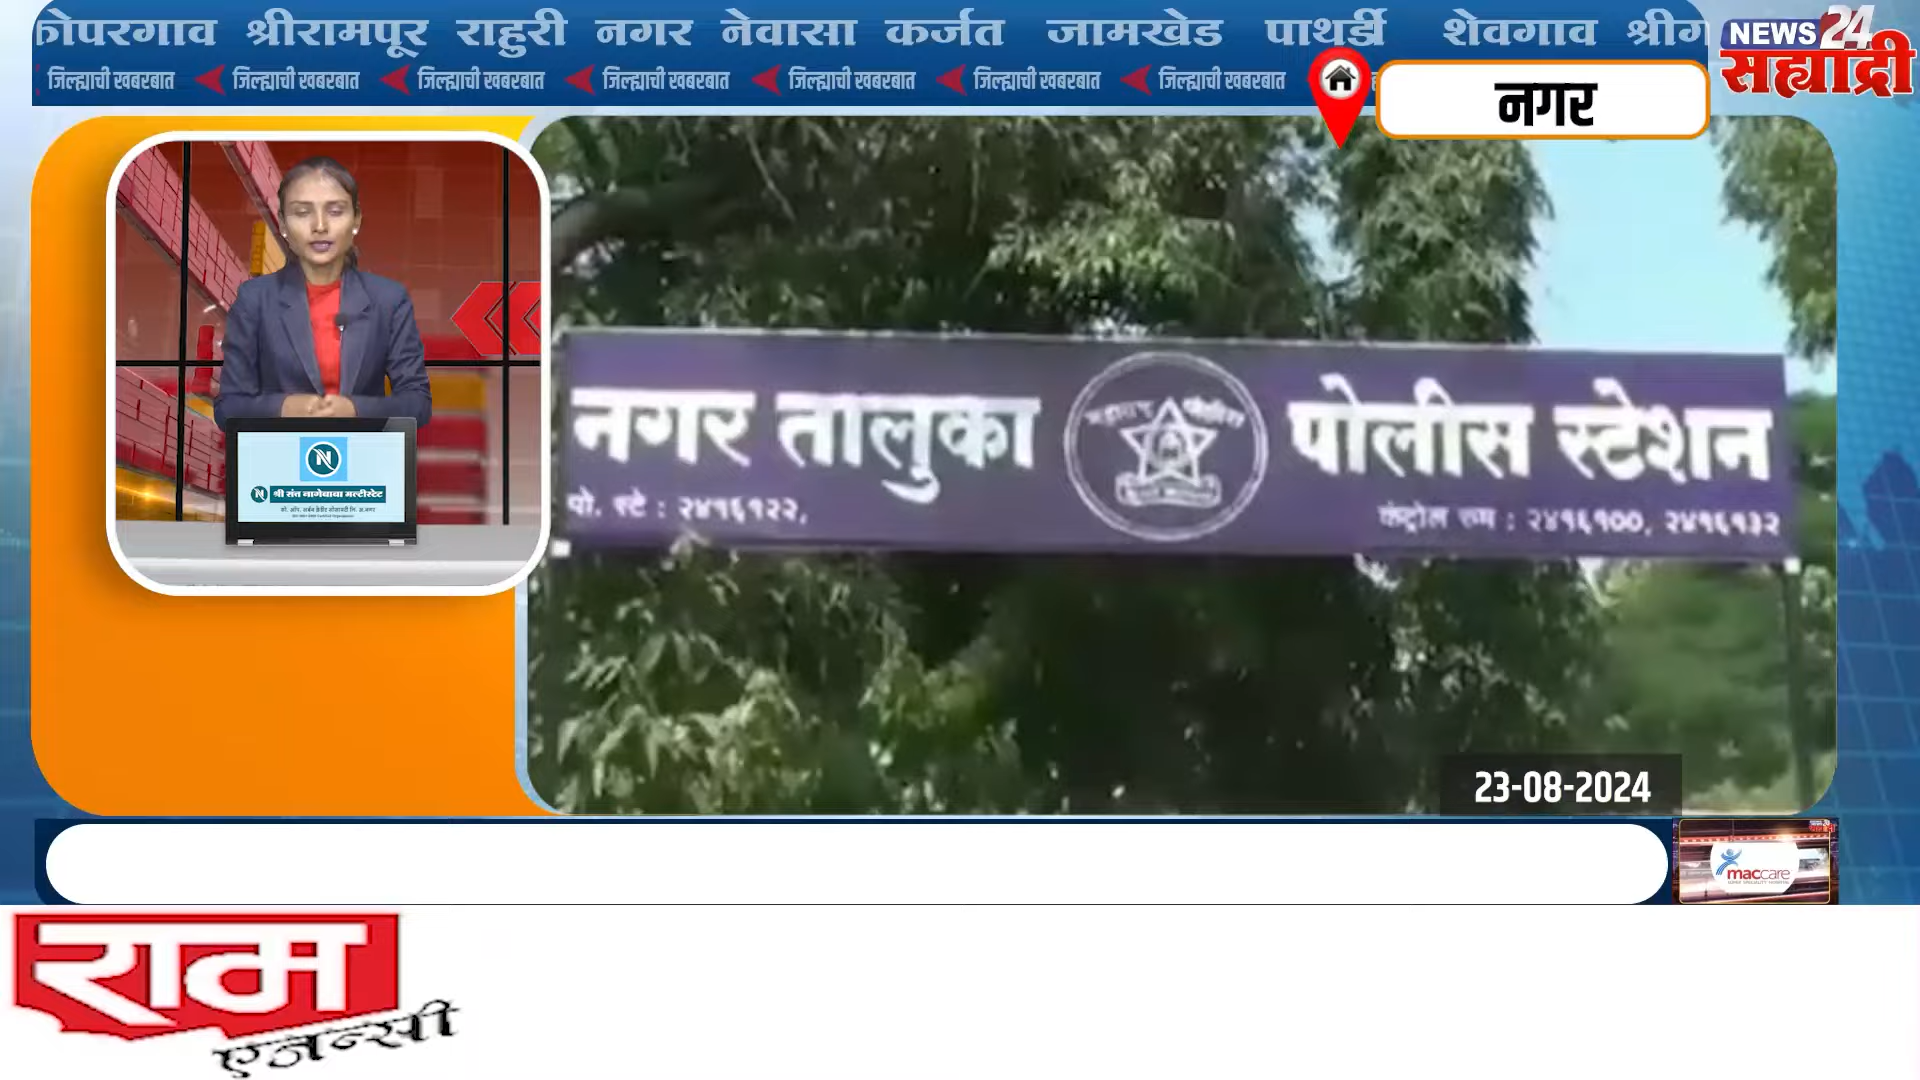 कोपरगाव श्रीरामपूर राहुरी नगर नेवासा कर्जत जामखेड पाथर्डी शेवगाव श्रीग
जिल्ह्याची खबरबात जिल्ह्याची खबरबात जिल्ह्याची खबरबात जिल्ह्याची खबरबात जिल्ह्याची खबरबात जिल्ह्याची खबरबात जिल्ह्याची खबरबात
NEWS 24
सह्याद्री
नगर
नगर तालुका पोलीस स्टेशन
पो. स्टे : २४१६१२२,
कंट्रोल रुम : २४१६१००, २४१६१३२
श्री संत नागेबाबा मल्टीस्टेट
23-08-2024
maccare
राम
एजन्सी